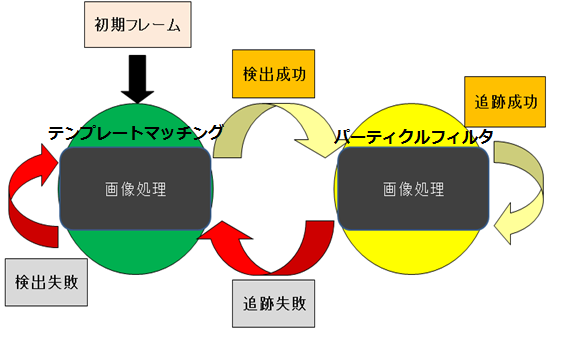 初期フレーム
検出成功
追跡成功
テンプレートマッチング
パーティクルフィルタ
画像処理
画像処理
検出失敗
追跡失敗